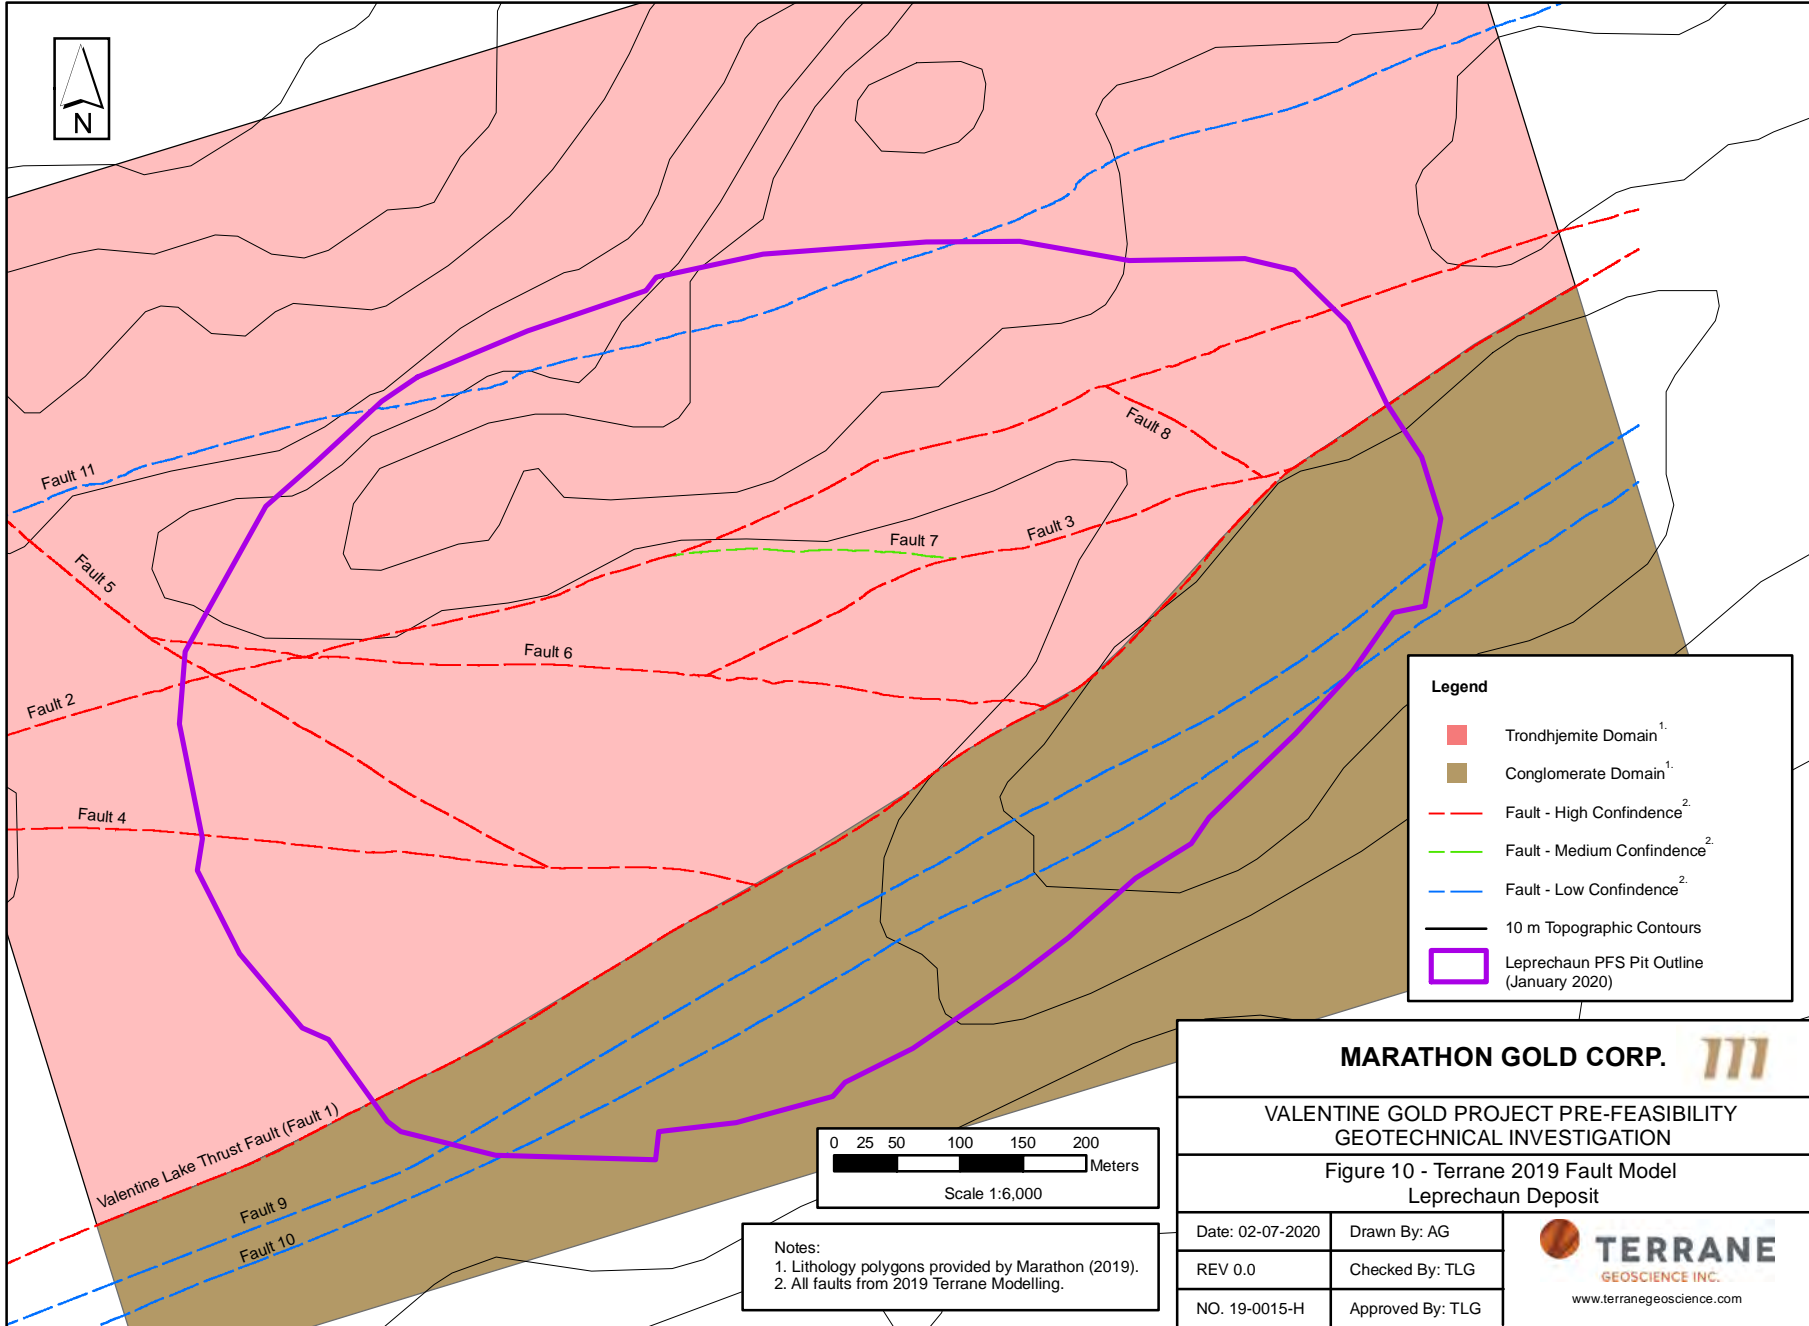 N
Fault 11
Fault 5
Fault 2
Fault 4
Fault 6
Fault 7
Fault 3
Fault 8
Valentine Lake Thrust Fault (Fault 1)
Fault 9
Fault 10
Legend
Trondhjemite Domain 1.
Conglomerate Domain 1.
Fault - High Confindence 2.
Fault - Medium Confindence 2.
Fault - Low Confindence 2.
10 m Topographic Contours
Leprechaun PFS Pit Outline
(January 2020)
0 25 50 100 150 200
Meters
Scale 1:6,000
Notes:
1. Lithology polygons provided by Marathon (2019).
2. All faults from 2019 Terrane Modelling.
MARATHON GOLD CORP.
VALENTINE GOLD PROJECT PRE-FEASIBILITY
GEOTECHNICAL INVESTIGATION
Figure 10 - Terrane 2019 Fault Model
Leprechaun Deposit
Date: 02-07-2020
Drawn By: AG
REV 0.0
Checked By: TLG
NO. 19-0015-H
Approved By: TLG
TERRANE
GEOSCIENCE INC.
www.terranegeoscience.com